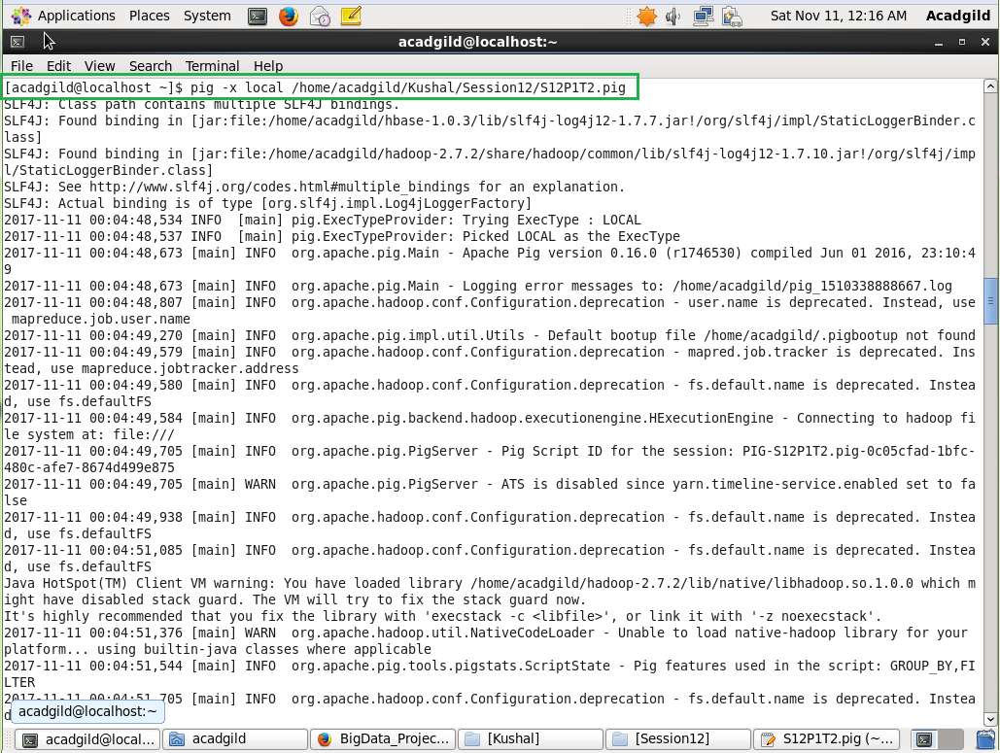 Applications Places System Sat Nov 11, 12:16 AM Acadgild
acadgild@localhost:~
File Edit View Search Terminal Help
[acadgild@localhost ~]$ pig -x local /home/acadgild/Kushal/Session12/S12P1T2.pig
SLF4J: Class path contains multiple SLF4J bindings.
SLF4J: Found binding in [jar:file:/home/acadgild/hbase-1.0.3/lib/slf4j-log4j12-1.7.7.jar!/org/slf4j/impl/StaticLoggerBinder.c
lass]
SLF4J: Found binding in [jar:file:/home/acadgild/hadoop-2.7.2/share/hadoop/common/lib/slf4j-log4j12-1.7.10.jar!/org/slf4j/imp
l/StaticLoggerBinder.class]
SLF4J: See http://www.slf4j.org/codes.html#multiple_bindings for an explanation.
SLF4J: Actual binding is of type [org.slf4j.impl.Log4jLoggerFactory]
2017-11-11 00:04:48,534 INFO  [main] pig.ExecTypeProvider: Trying ExecType : LOCAL
2017-11-11 00:04:48,537 INFO  [main] pig.ExecTypeProvider: Picked LOCAL as the ExecType
2017-11-11 00:04:48,673 [main] INFO  org.apache.pig.Main - Apache Pig version 0.16.0 (r1746530) compiled Jun 01 2016, 23:10:4
9
2017-11-11 00:04:48,673 [main] INFO  org.apache.pig.Main - Logging error messages to: /home/acadgild/pig_1510338888667.log
2017-11-11 00:04:48,807 [main] INFO  org.apache.hadoop.conf.Configuration.deprecation - user.name is deprecated. Instead, use
mapreduce.job.user.name
2017-11-11 00:04:49,270 [main] INFO  org.apache.pig.impl.util.Utils - Default bootup file /home/acadgild/.pigbootup not found
2017-11-11 00:04:49,579 [main] INFO  org.apache.hadoop.conf.Configuration.deprecation - mapred.job.tracker is deprecated. Ins
tead, use mapreduce.jobtracker.address
2017-11-11 00:04:49,580 [main] INFO  org.apache.hadoop.conf.Configuration.deprecation - fs.default.name is deprecated. Instea
d, use fs.defaultFS
2017-11-11 00:04:49,584 [main] INFO  org.apache.pig.backend.hadoop.executionengine.HExecutionEngine - Connecting to hadoop fi
le system at: file:///
2017-11-11 00:04:49,705 [main] INFO  org.apache.pig.PigServer - Pig Script ID for the session: PIG-S12P1T2.pig-0c05cfad-1bfc-
480c-afe7-8674d499e875
2017-11-11 00:04:49,705 [main] WARN  org.apache.pig.PigServer - ATS is disabled since yarn.timeline-service.enabled set to fa
lse
2017-11-11 00:04:49,938 [main] INFO  org.apache.hadoop.conf.Configuration.deprecation - fs.default.name is deprecated. Instea
d, use fs.defaultFS
2017-11-11 00:04:51,085 [main] INFO  org.apache.hadoop.conf.Configuration.deprecation - fs.default.name is deprecated. Instea
d, use fs.defaultFS
Java HotSpot(TM) Client VM warning: You have loaded library /home/acadgild/hadoop-2.7.2/lib/native/libhadoop.so.1.0.0 which m
ight have disabled stack guard. The VM will try to fix the stack guard now.
It's highly recommended that you fix the library with 'execstack -c <libfile>', or link it with '-z noexecstack'.
2017-11-11 00:04:51,376 [main] WARN  org.apache.hadoop.util.NativeCodeLoader - Unable to load native-hadoop library for your
platform... using builtin-java classes where applicable
2017-11-11 00:04:51,544 [main] INFO  org.apache.pig.tools.pigstats.ScriptState - Pig features used in the script: GROUP_BY,FI
LTER
2017-11-11 00:04:51,705 [main] INFO  org.apache.hadoop.conf.Configuration.deprecation - fs.default.name is deprecated. Instea
d
acadgild@localhost:~
acadgild@local... acadgild BigData_Projec... [Kushal] [Session12] S12P1T2.pig (~...